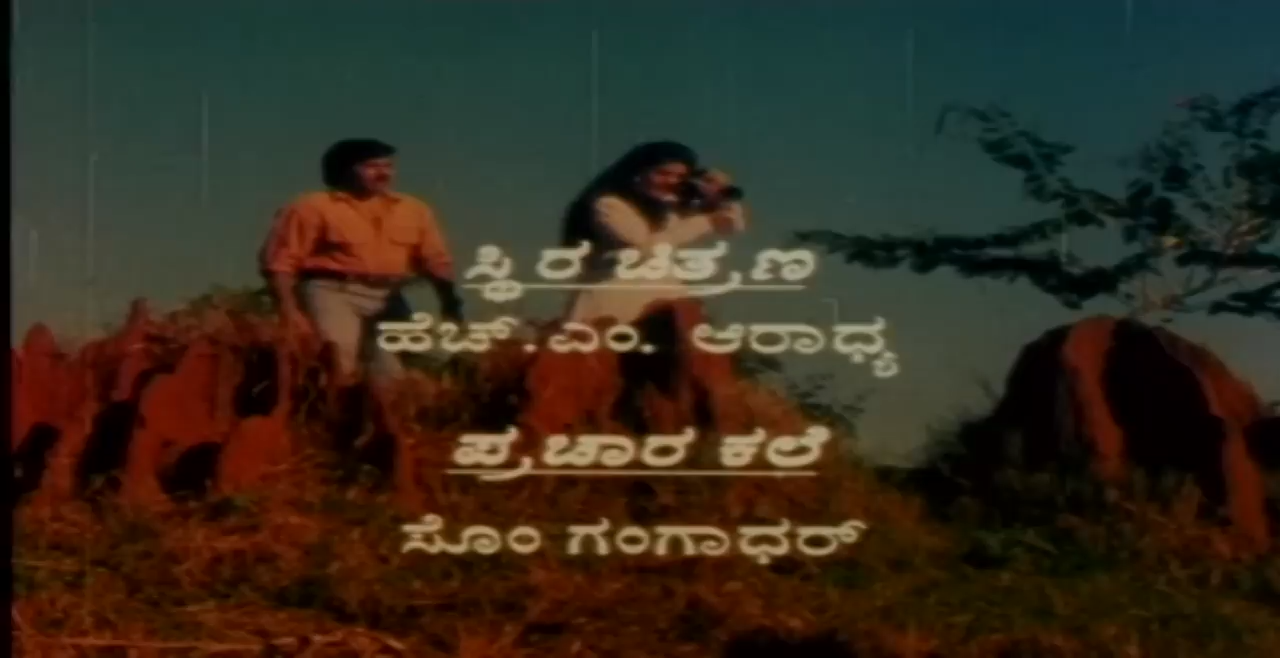 ಸ್ಥಿರ ಚಿತ್ರಣ
ಹೆಚ್.ಎಂ. ಆರಾಧ್ಯ
ಪ್ರಚಾರ ಕಲೆ
ಸೊಂ ಗಂಗಾಧರ್